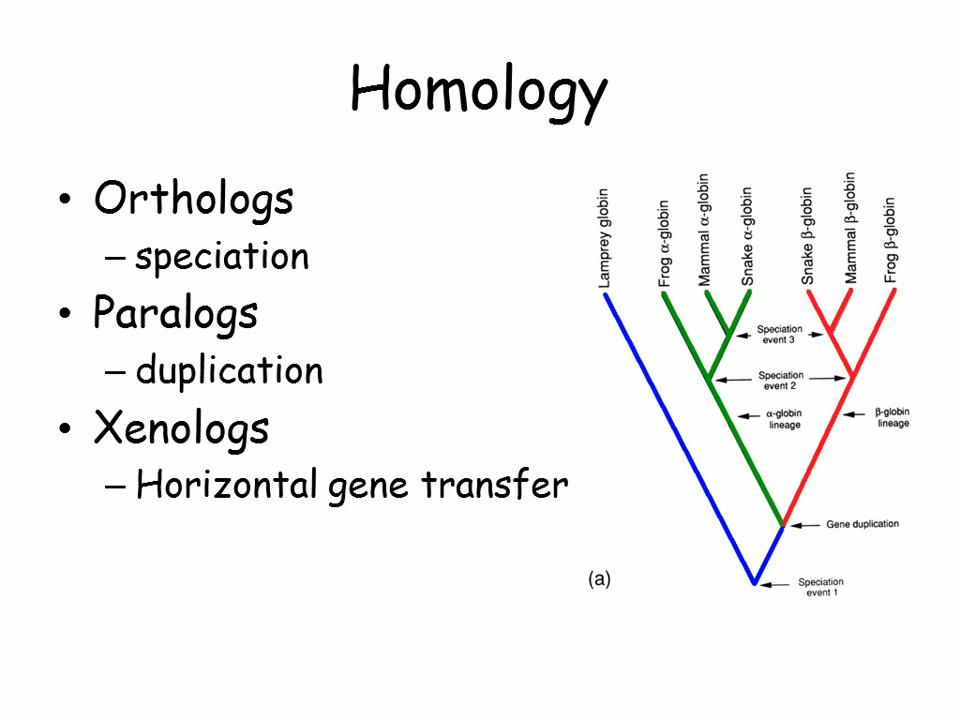 Homology
• Orthologs
– speciation
• Paralogs
– duplication
• Xenologs
– Horizontal gene transfer
Lamprey globin
Frog α-globin
Mammal α-globin
Snake α-globin
Snake β-globin
Mammal β-globin
Frog β-globin
Speciation
event 3
Speciation
event 2
α-globin
lineage
β-globin
lineage
Gene duplication
Speciation
event 1
(a)